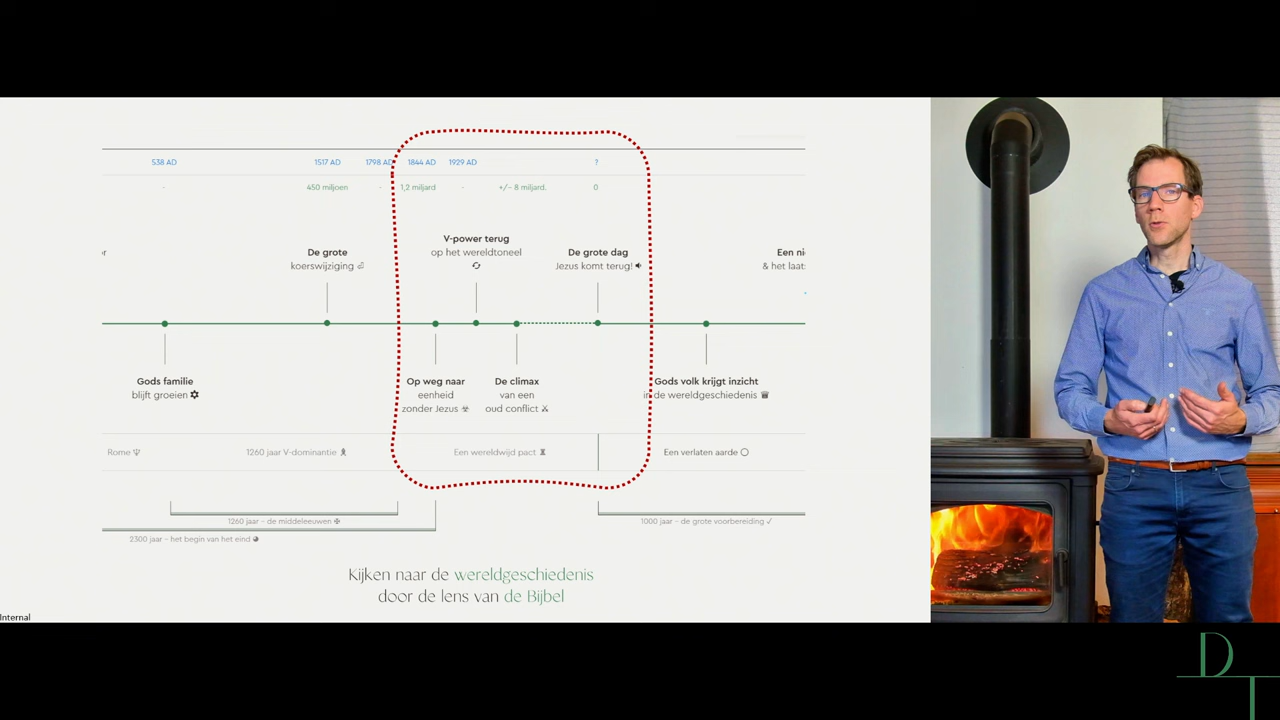 538 AD 1517 AD 1798 AD 1844 AD 1929 AD ?
- 450 miljoen - 1,2 miljard - +/- 8 miljard. 0
V-power terug
op het wereldtoneel
De grote
koerswijziging
De grote dag
Jezus komt terug!
Een ni
& het laat
Gods familie
blijft groeien
Op weg naar
eenheid
zonder Jezus
De climax
van een
oud conflict
Gods volk krijgt inzicht
in de wereldgeschiedenis
Rome 1260 jaar V-dominantie Een wereldwijd pact Een verlaten aarde
1260 jaar - de middeleeuwen 1000 jaar - de grote voorbereiding
2300 jaar - het begin van het eind
Kijken naar de wereldgeschiedenis
door de lens van de Bijbel
Internal
DT